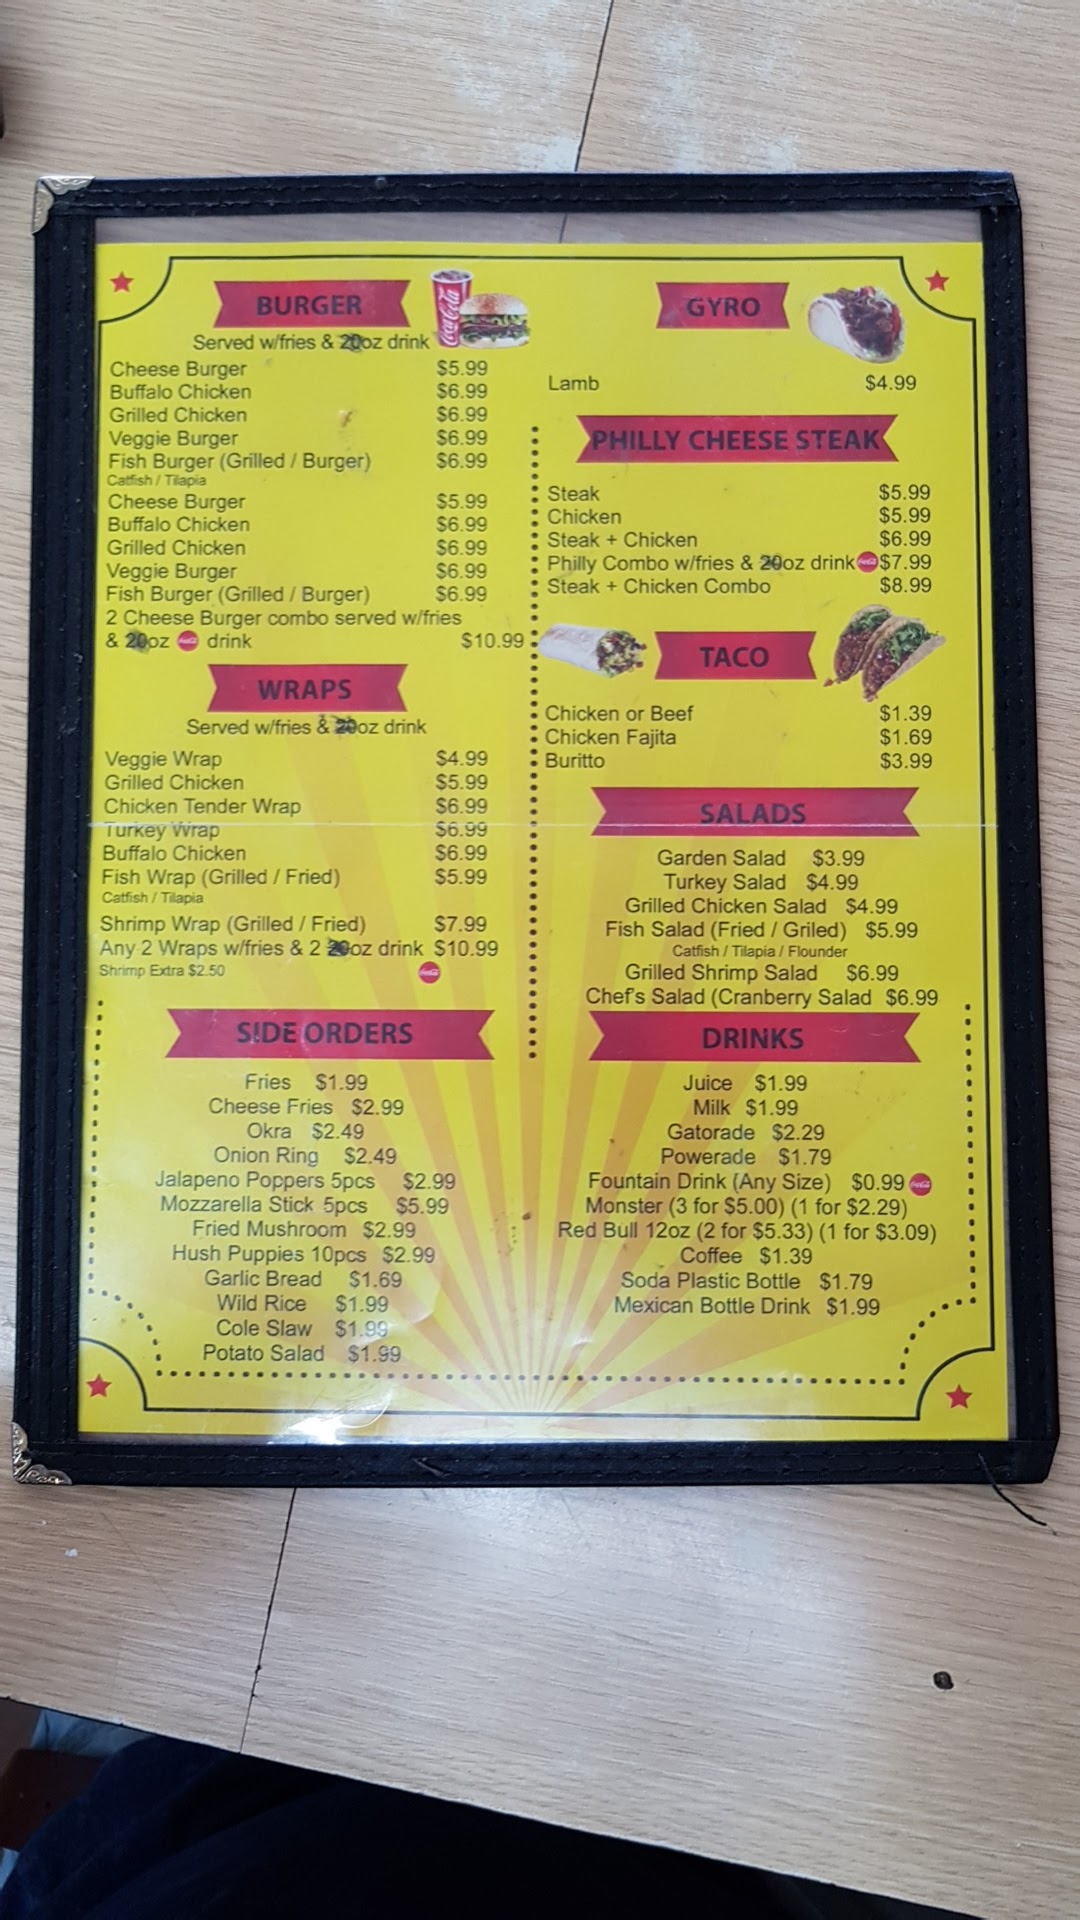 BURGER
Served w/fries & 20oz drink
Cheese Burger $5.99
Buffalo Chicken $6.99
Grilled Chicken $6.99
Veggie Burger $6.99
Fish Burger (Grilled / Burger) $6.99
Catfish / Tilapia
Cheese Burger $5.99
Buffalo Chicken $6.99
Grilled Chicken $6.99
Veggie Burger $6.99
Fish Burger (Grilled / Burger) $6.99
2 Cheese Burger combo served w/fries
& 20oz Coca-Cola drink $10.99
WRAPS
Served w/fries & 20oz drink
Veggie Wrap $4.99
Grilled Chicken $5.99
Chicken Tender Wrap $6.99
Turkey Wrap $6.99
Buffalo Chicken $6.99
Fish Wrap (Grilled / Fried) $5.99
Catfish / Tilapia
Shrimp Wrap (Grilled / Fried) $7.99
Any 2 Wraps w/fries & 2 20oz drink $10.99
Shrimp Extra $2.50 Coca-Cola
SIDE ORDERS
Fries $1.99
Cheese Fries $2.99
Okra $2.49
Onion Ring $2.49
Jalapeno Poppers 5pcs $2.99
Mozzarella Stick 5pcs $5.99
Fried Mushroom $2.99
Hush Puppies 10pcs $2.99
Garlic Bread $1.69
Wild Rice $1.99
Cole Slaw $1.99
Potato Salad $1.99
Coca-Cola
GYRO
Lamb $4.99
PHILLY CHEESE STEAK
Steak $5.99
Chicken $5.99
Steak + Chicken $6.99
Philly Combo w/fries & 20oz drink Coca-Cola $7.99
Steak + Chicken Combo $8.99
TACO
Chicken or Beef $1.39
Chicken Fajita $1.69
Buritto $3.99
SALADS
Garden Salad $3.99
Turkey Salad $4.99
Grilled Chicken Salad $4.99
Fish Salad (Fried / Griled) $5.99
Catfish / Tilapia / Flounder
Grilled Shrimp Salad $6.99
Chef's Salad (Cranberry Salad $6.99
DRINKS
Juice $1.99
Milk $1.99
Gatorade $2.29
Powerade $1.79
Fountain Drink (Any Size) $0.99 Coca-Cola
Monster (3 for $5.00) (1 for $2.29)
Red Bull 12oz (2 for $5.33) (1 for $3.09)
Coffee $1.39
Soda Plastic Bottle $1.79
Mexican Bottle Drink $1.99